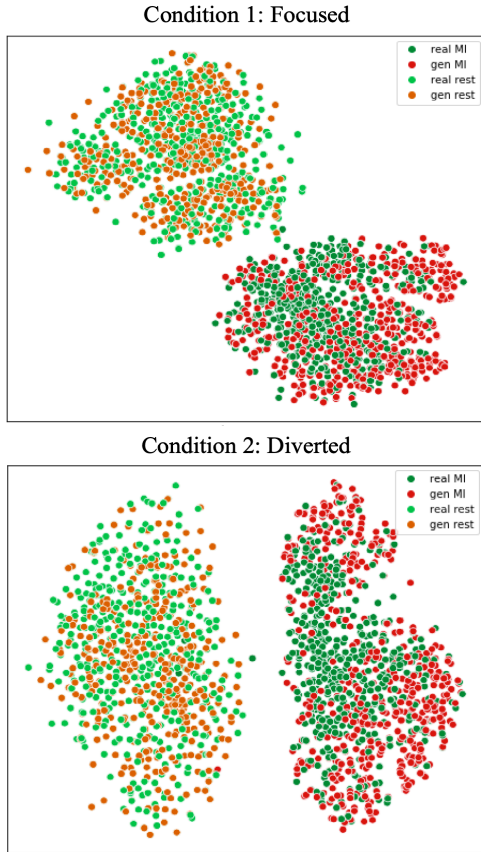 Condition 1: Focused
real MI
gen MI
real rest
gen rest
Condition 2: Diverted
real MI
gen MI
real rest
gen rest